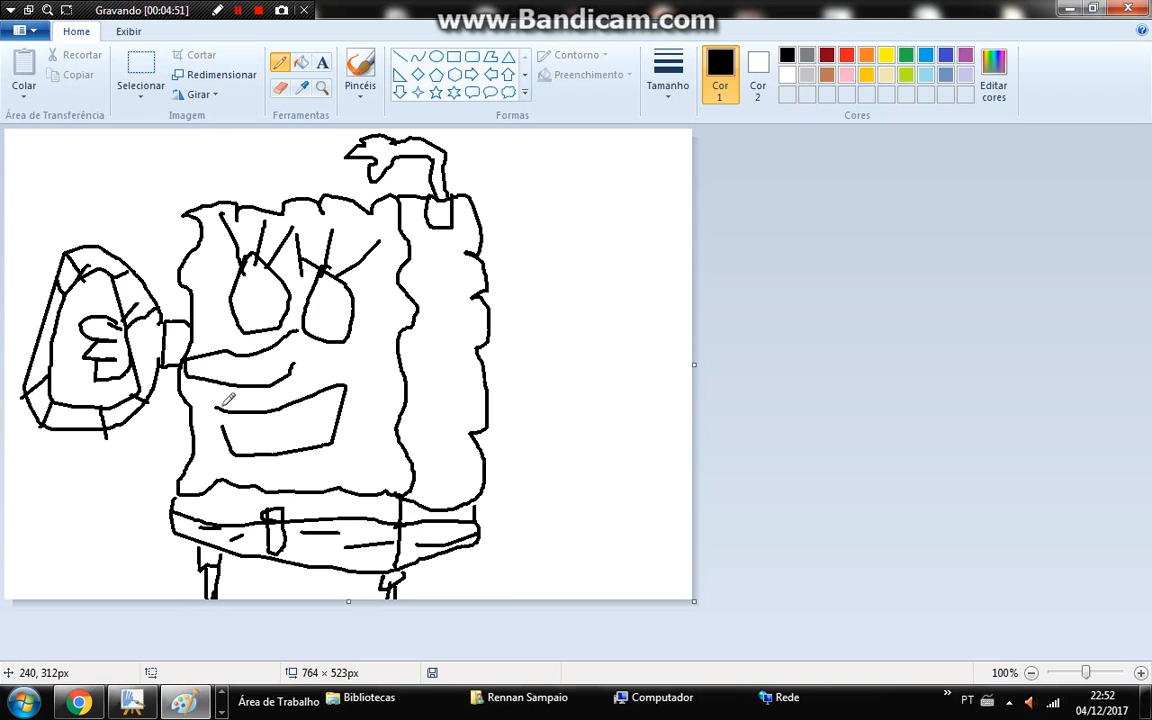 Gravando [00:04:51]
www.Bandicam.com
Home
Exibir
Colar
Recortar
Copiar
Área de Transferência
Selecionar
Cortar
Redimensionar
Girar
Imagem
A
Ferramentas
Pincéis
Contorno
Preenchimento
Formas
Tamanho
Cor
1
Cor
2
Editar
cores
Cores
240, 312px
764 × 523px
100%
Área de Trabalho
Bibliotecas
Rennan Sampaio
Computador
Rede
PT
22:52
04/12/2017